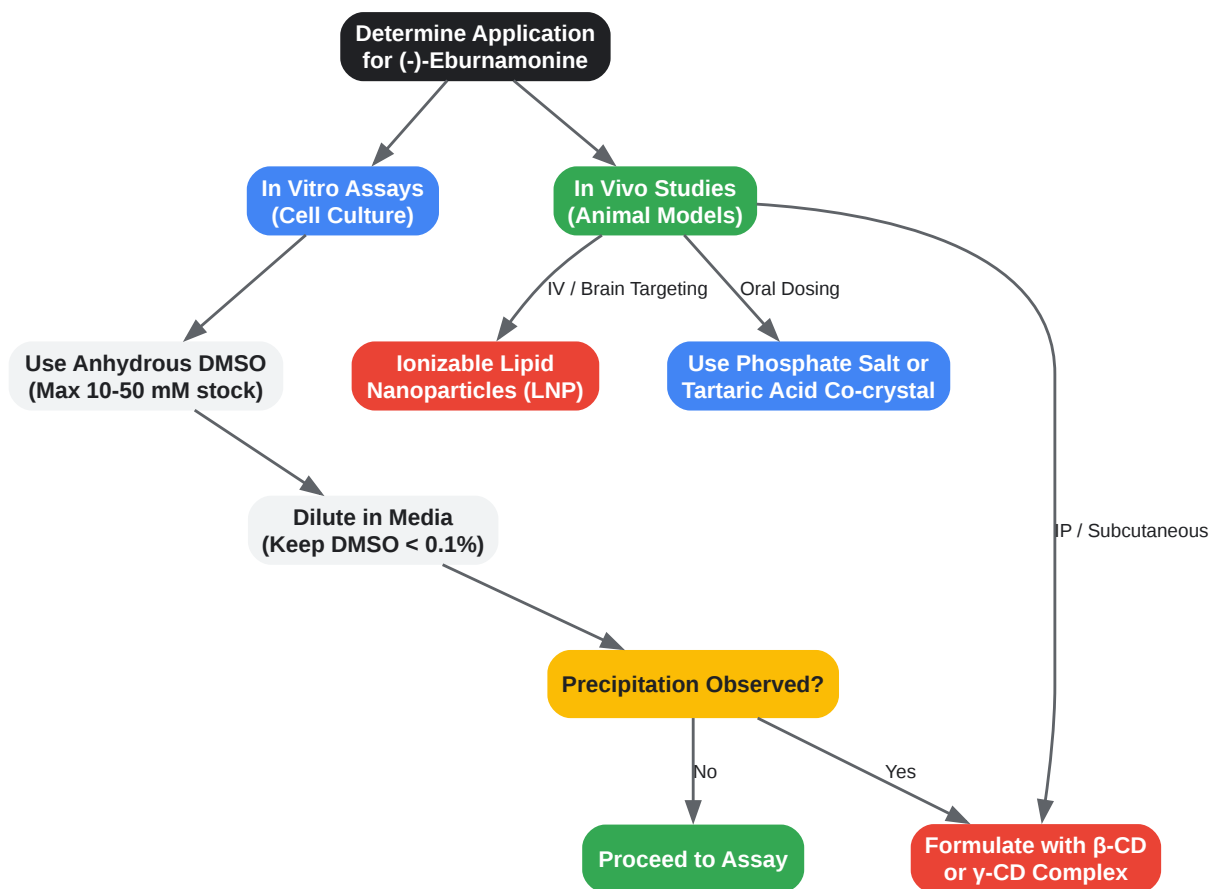 Determine Application
for (-)-Eburnamonine
In Vitro Assays
(Cell Culture)
In Vivo Studies
(Animal Models)
IV / Brain Targeting
Oral Dosing
Use Anhydrous DMSO
(Max 10-50 mM stock)
Ionizable Lipid
Nanoparticles (LNP)
Use Phosphate Salt or
Tartaric Acid Co-crystal
Dilute in Media
(Keep DMSO < 0.1%)
IP / Subcutaneous
Precipitation Observed?
No
Yes
Proceed to Assay
Formulate with β-CD
or γ-CD Complex